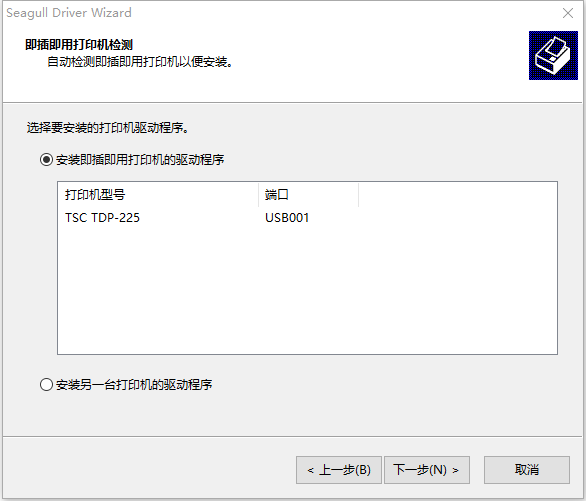 Seagull Driver Wizard
即插即用打印机检测
自动检测即插即用打印机以便安装。
选择要安装的打印机驱动程序。
安装即插即用打印机的驱动程序
打印机型号 端口
TSC TDP-225 USB001
安装另一台打印机的驱动程序
< 上一步(B) 下一步(N) > 取消